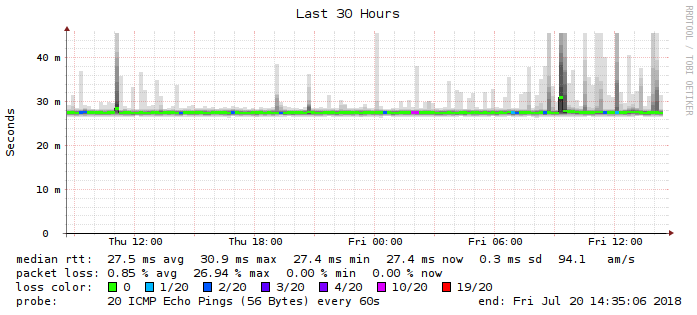 Last 30 Hours
RRDTOOL / TOBI OETIKER
Seconds
40 m
30 m
20 m
10 m
0
Thu 12:00 Thu 18:00 Fri 00:00 Fri 06:00 Fri 12:00
median rtt: 27.5 ms avg 30.9 ms max 27.4 ms min 27.4 ms now 0.3 ms sd 94.1 am/s
packet loss: 0.85 % avg 26.94 % max 0.00 % min 0.00 % now
loss color: 0 1/20 2/20 3/20 4/20 10/20 19/20
probe: 20 ICMP Echo Pings (56 Bytes) every 60s end: Fri Jul 20 14:35:06 2018